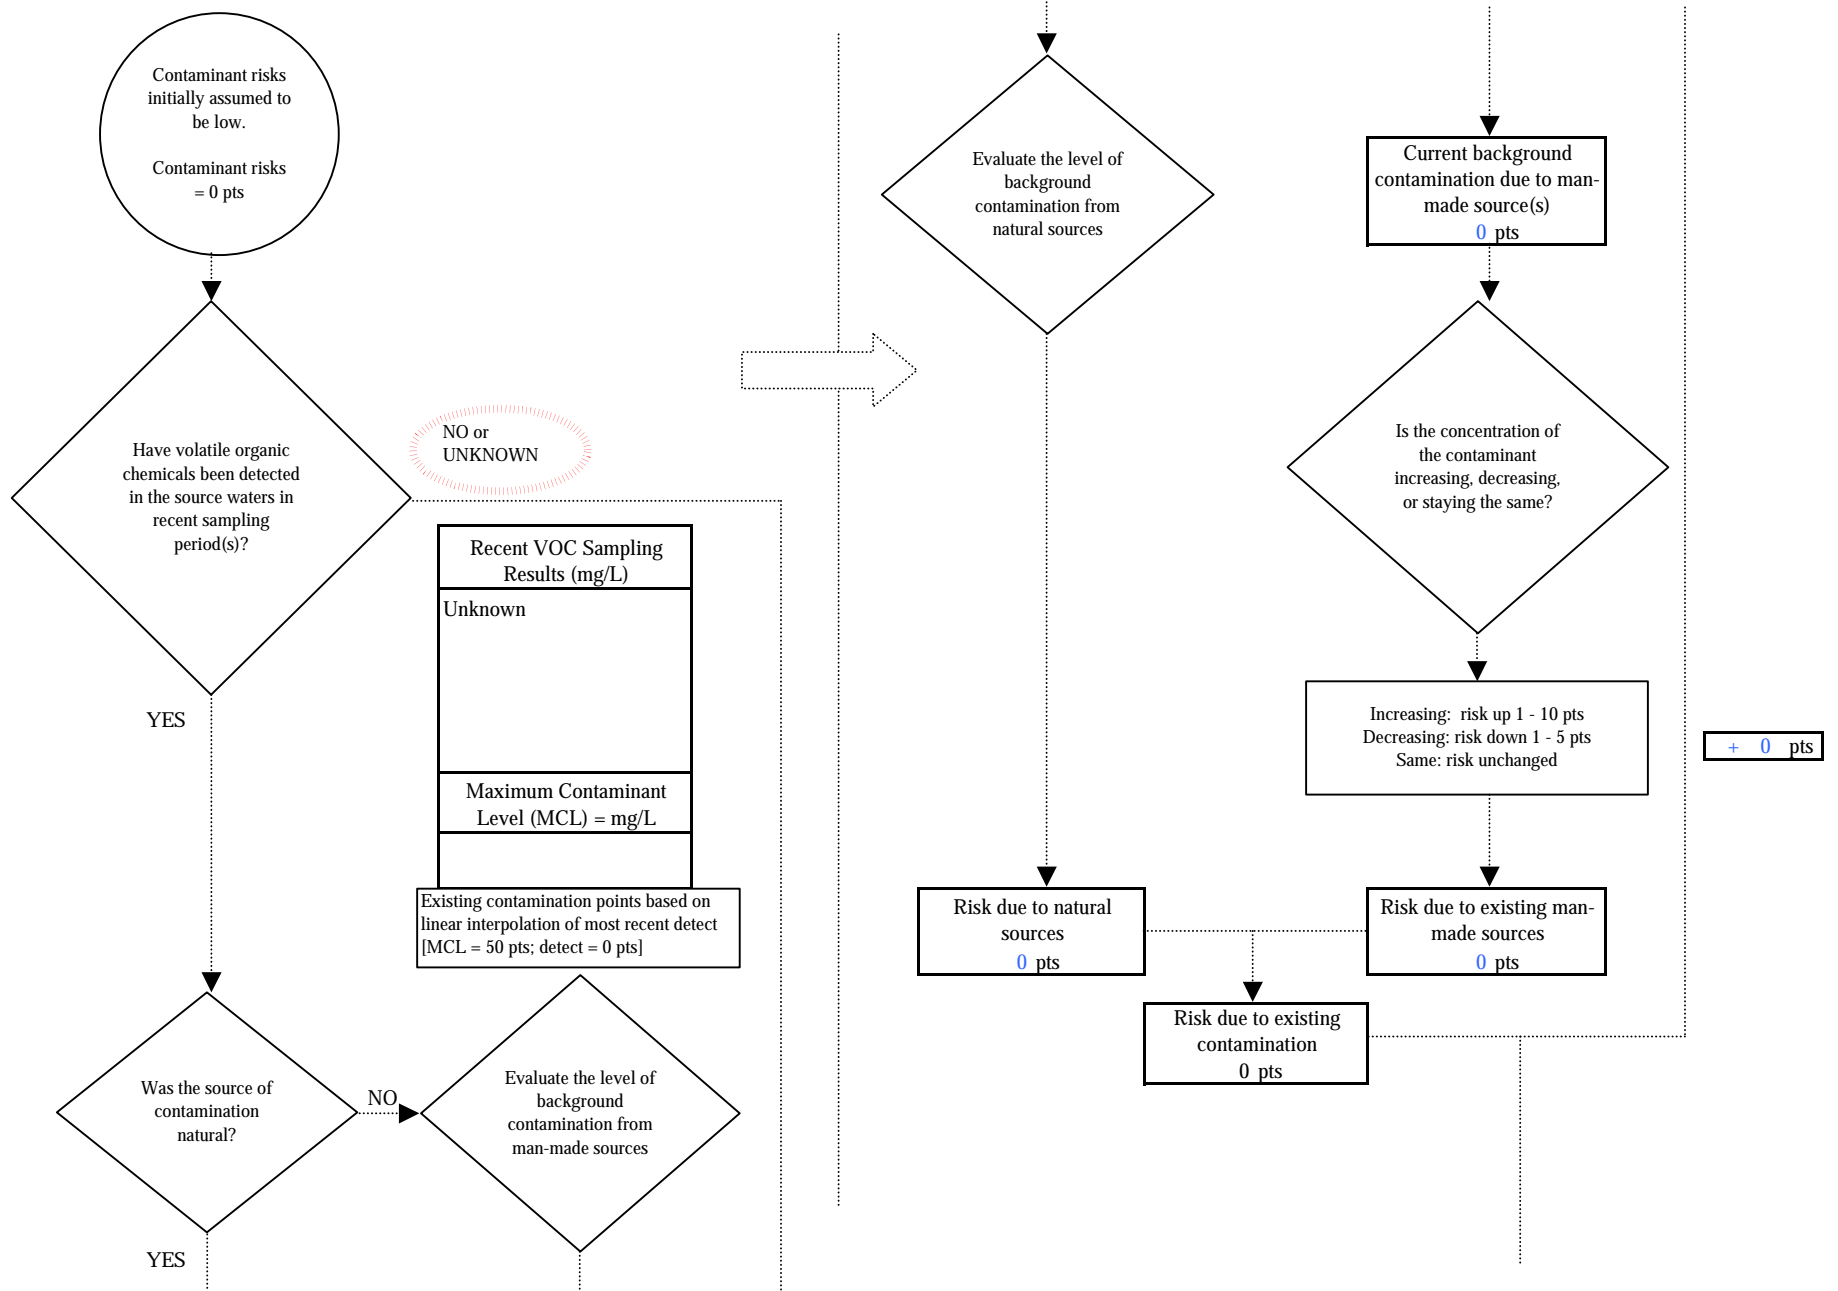 Contaminant risks
initially assumed to
be low.
Contaminant risks
= 0 pts
Have volatile organic
chemicals been detected
in the source waters in
recent sampling
period(s)?
NO or
UNKNOWN
Recent VOC Sampling
Results (mg/L)
Unknown
Maximum Contaminant
Level (MCL) = mg/L
Existing contamination points based on
linear interpolation of most recent detect
[MCL = 50 pts; detect = 0 pts]
YES
Was the source of
contamination
natural?
NO
Evaluate the level of
background
contamination from
man-made sources
YES
Evaluate the level of
background
contamination from
natural sources
Current background
contamination due to man-
made source(s)
0 pts
Is the concentration of
the contaminant
increasing, decreasing,
or staying the same?
Increasing: risk up 1 - 10 pts
Decreasing: risk down 1 - 5 pts
Same: risk unchanged
+ 0 pts
Risk due to natural
sources
0 pts
Risk due to existing man-
made sources
0 pts
Risk due to existing
contamination
0 pts